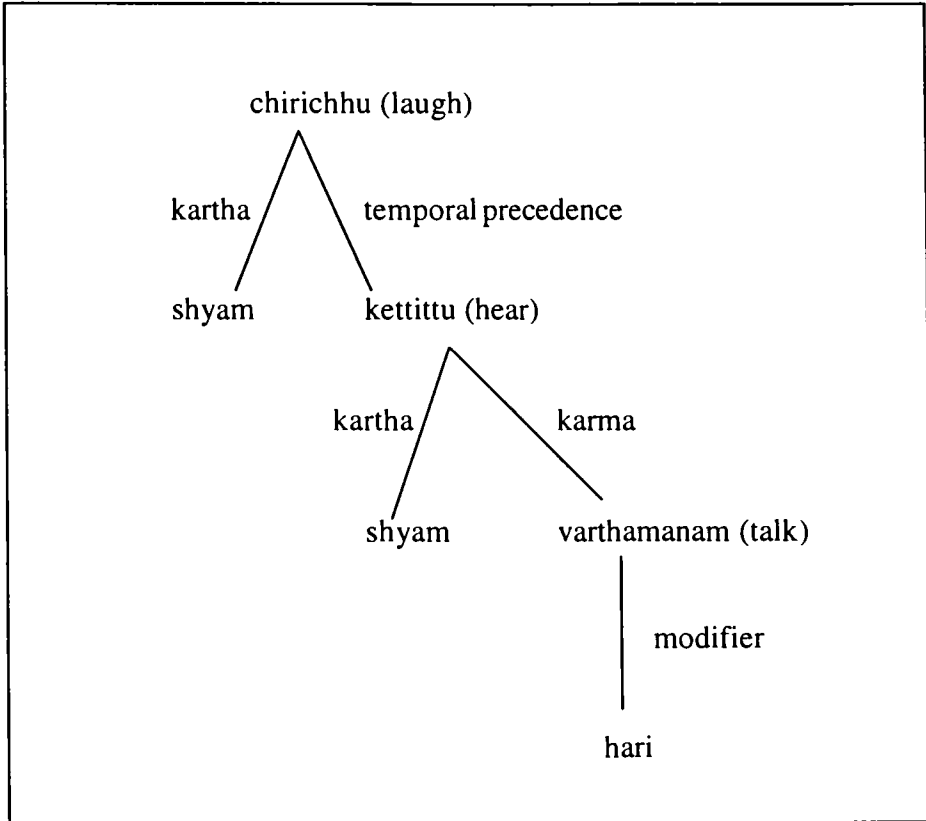 chirichhu (laugh)
kartha temporal precedence
shyam kettittu (hear)
kartha karma
shyam varthamanam (talk)
modifier
hari